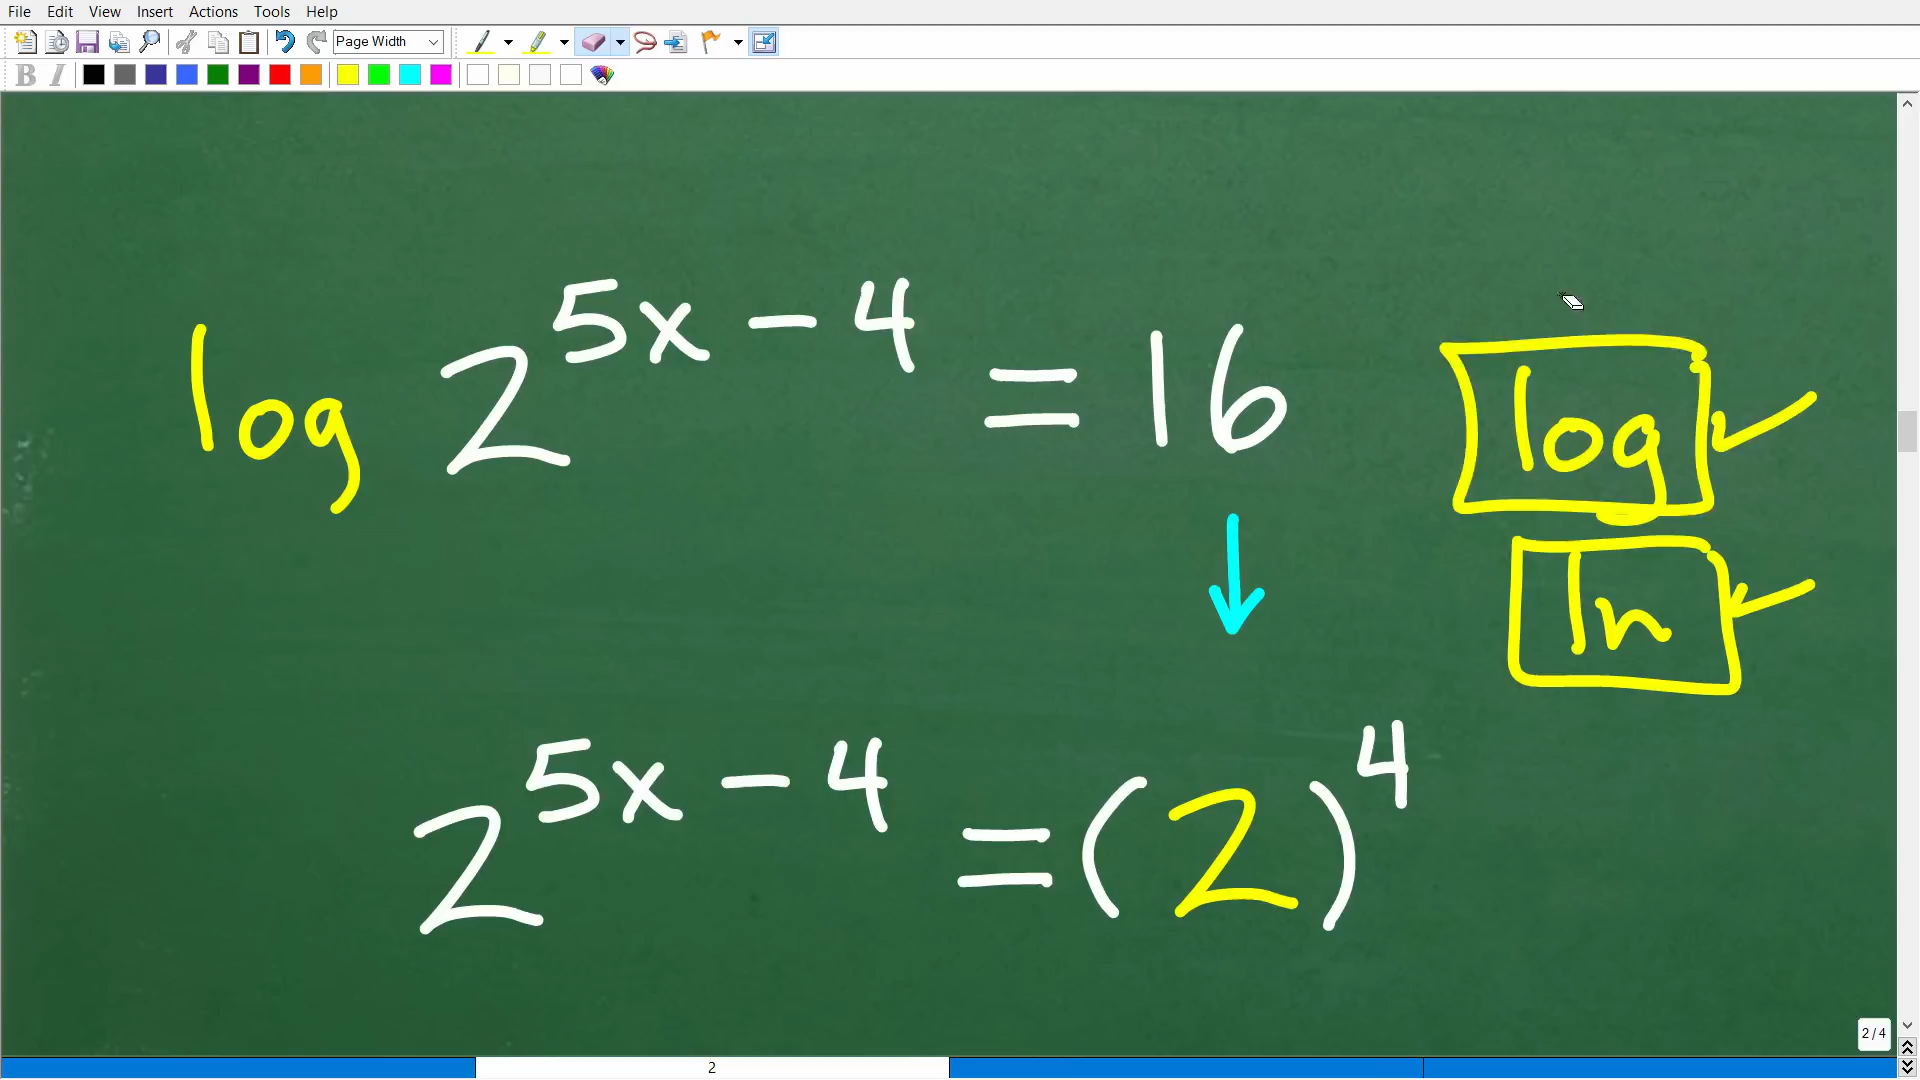 File Edit View Insert Actions Tools Help
Page Width
B I
log 2^{5x - 4} = 16
log
ln
2^{5x - 4} = (2)^4
2 / 4
2